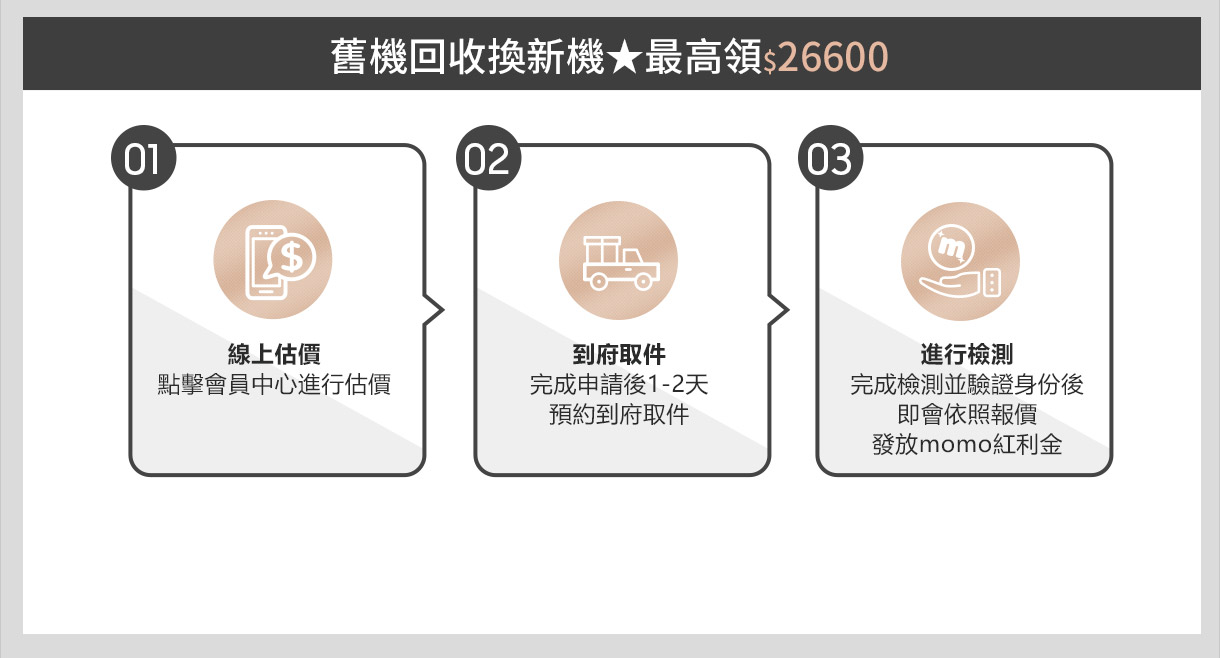 舊機回收換新機★最高領$26600
01
線上估價
點擊會員中心進行估價
$
02
到府取件
完成申請後1-2天
預約到府取件
03
m
進行檢測
完成檢測並驗證身份後
即會依照報價
發放momo紅利金